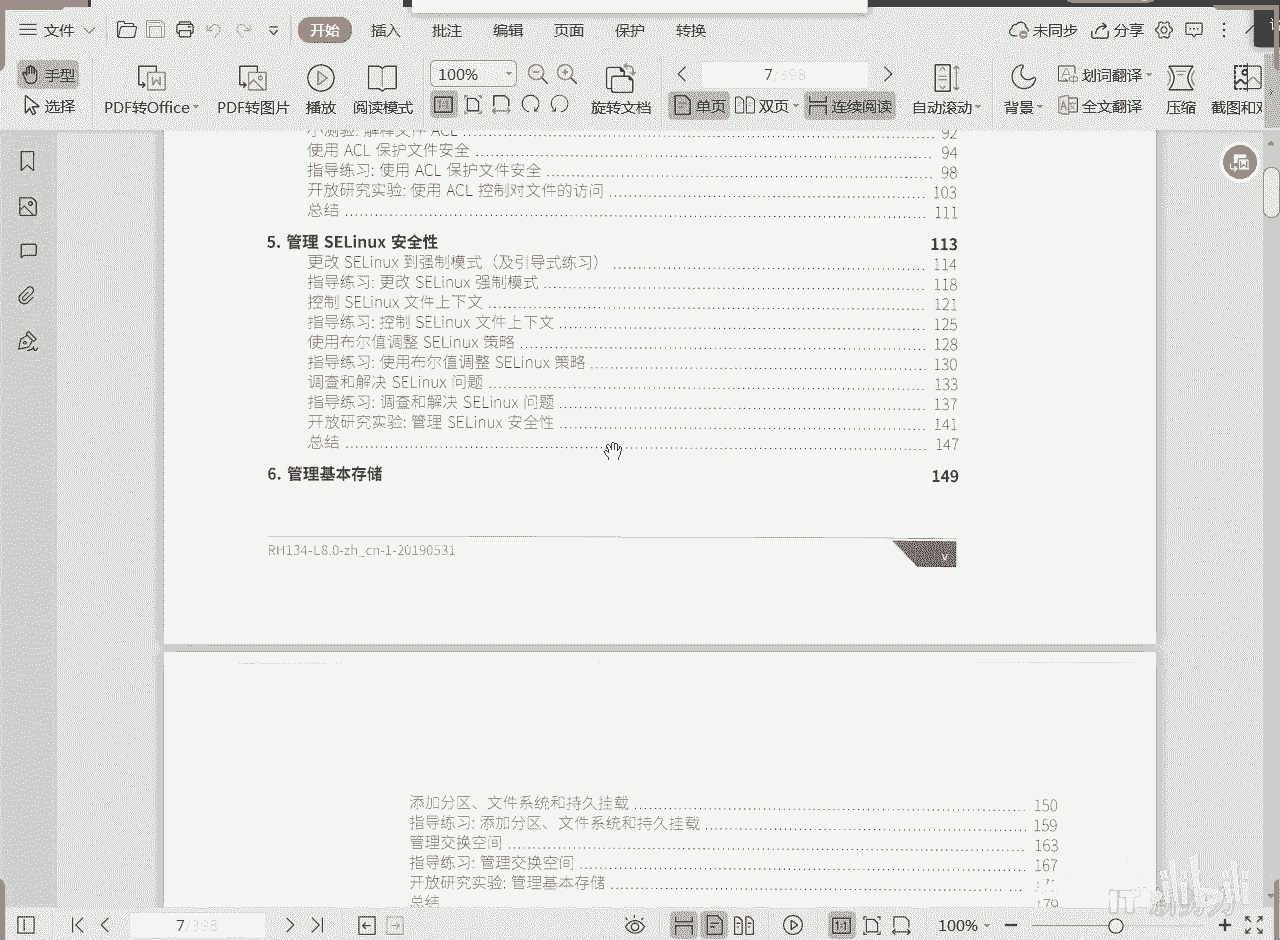 文件 开始 插入 批注 编辑 页面 保护 转换 未同步 分享
手型 选择 PDF转Office PDF转图片 播放 阅读模式 100% 旋转文档 7/398 单页 双页 连续阅读 自动滚动 背景 划词翻译 全文翻译 压缩
小测验: 解释文件 ACL 92
使用 ACL 保护文件安全 94
指导练习: 使用 ACL 保护文件安全 98
开放研究实验: 使用 ACL 控制对文件的访问 103
总结 111
5. 管理 SELinux 安全性 113
更改 SELinux 到强制模式（及引导式练习） 114
指导练习: 更改 SELinux 强制模式 118
控制 SELinux 文件上下文 121
指导练习: 控制 SELinux 文件上下文 125
使用布尔值调整 SELinux 策略 128
指导练习: 使用布尔值调整 SELinux 策略 130
调查和解决 SELinux 问题 133
指导练习: 调查和解决 SELinux 问题 137
开放研究实验: 管理 SELinux 安全性 141
总结 147
6. 管理基本存储 149
RH134-L8.0-zh_cn-1-20190531 v
添加分区、文件系统和持久挂载 150
指导练习: 添加分区、文件系统和持久挂载 159
管理交换空间 163
指导练习: 管理交换空间 167
开放研究实验: 管理基本存储
总结 179
7/398 100%